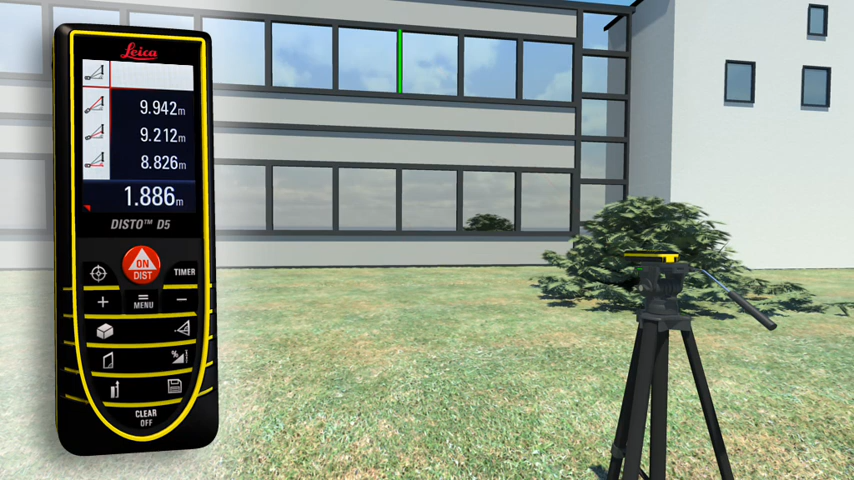 Leica
9.942m
9.212m
8.826m
1.886m
DISTO™ D5
ON
DIST
TIMER
+
=
−
MENU
%
CLEAR
OFF